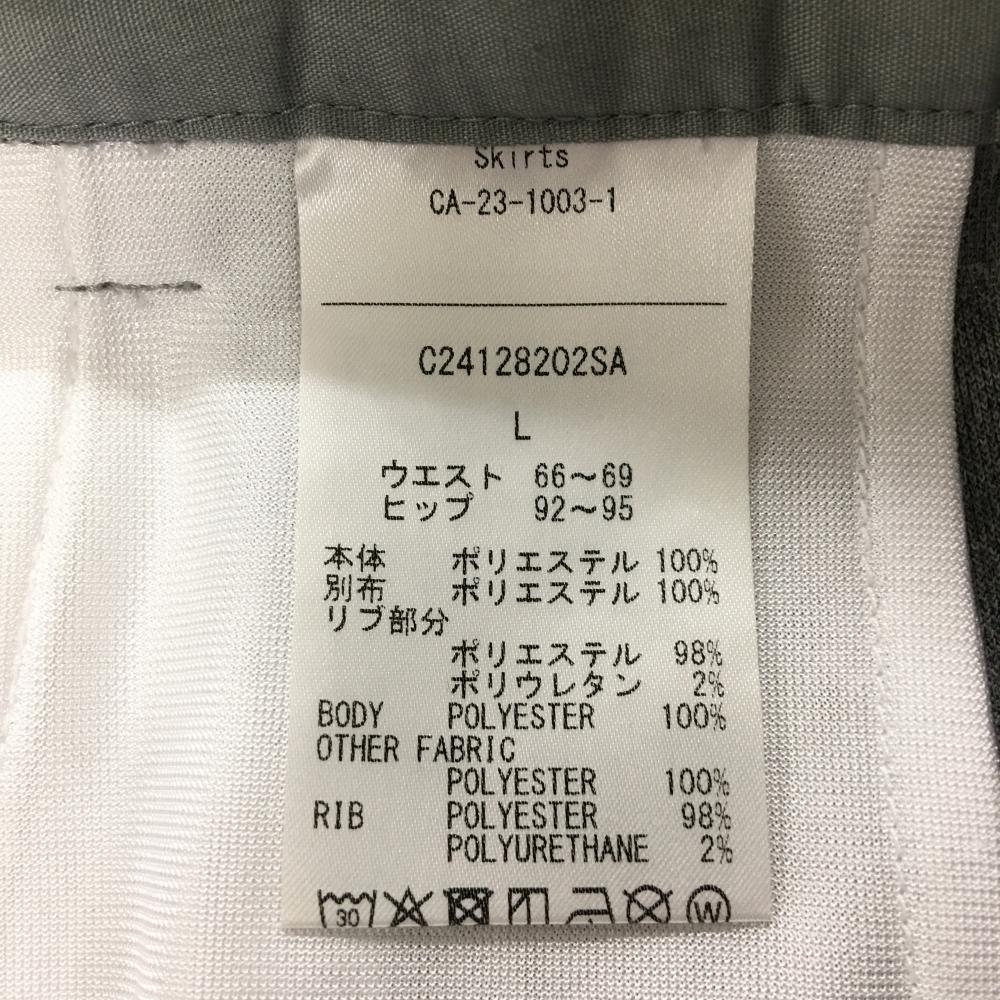 Skirts
CA-23-1003-1
C24128202SA
L
ウエスト 66～69
ヒップ 92～95
本体 ポリエステル 100%
別布 ポリエステル 100%
リブ部分
ポリエステル 98%
ポリウレタン 2%
BODY POLYESTER 100%
OTHER FABRIC
POLYESTER 100%
RIB POLYESTER 98%
POLYURETHANE 2%
30 W